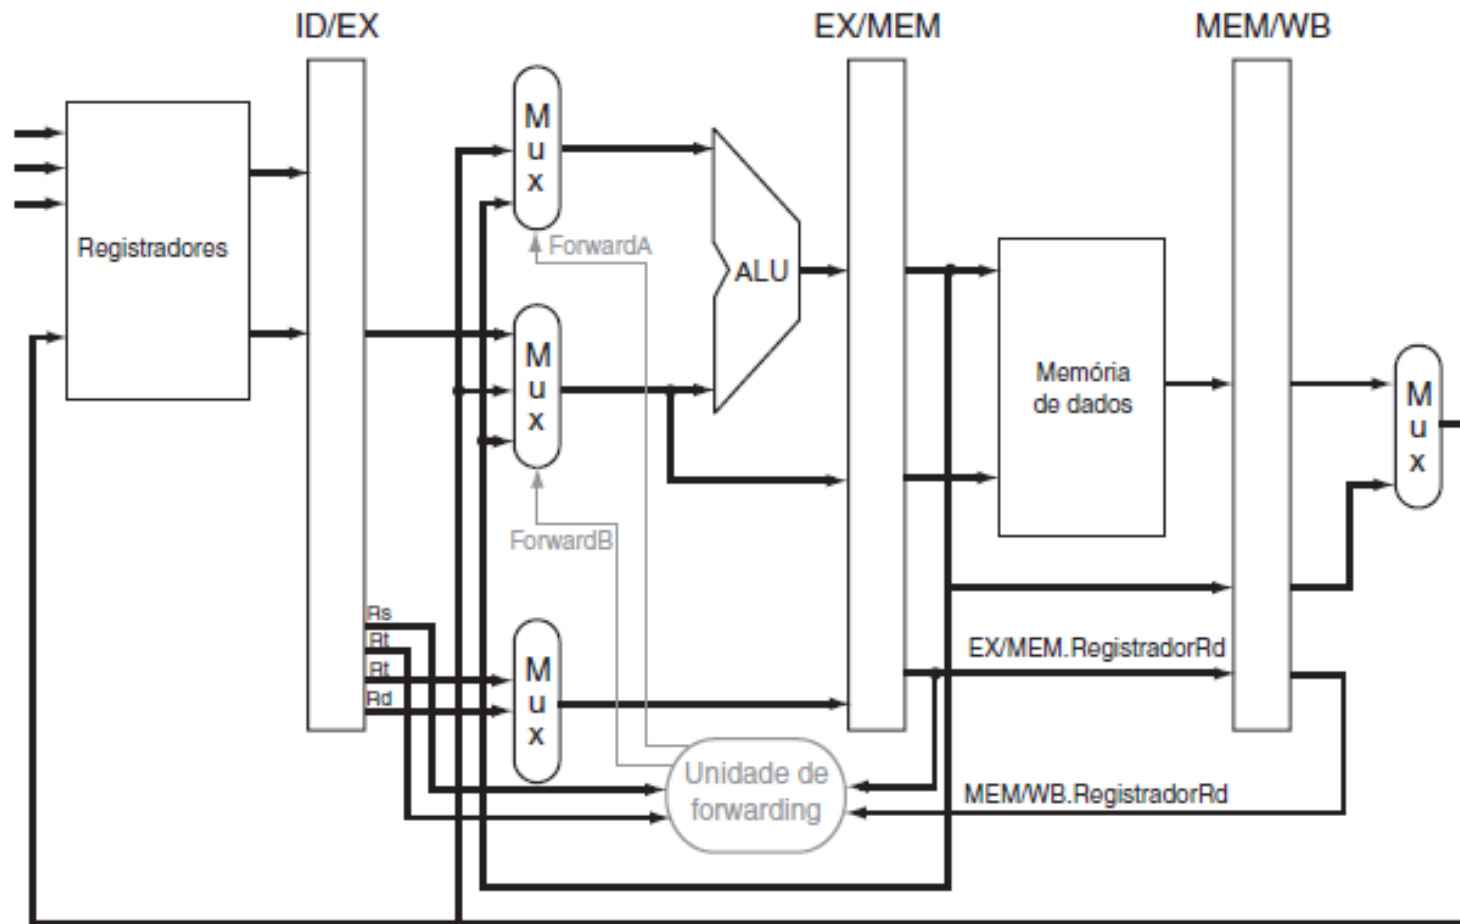 ID/EX
EX/MEM
MEM/WB
M
u
x
Registradores
ForwardA
ALU
M
u
x
Memória
de dados
M
u
x
ForwardB
Rs
Rt
Rt
Rd
M
u
x
EX/MEM.RegistradorRd
Unidade de
forwarding
MEM/WB.RegistradorRd